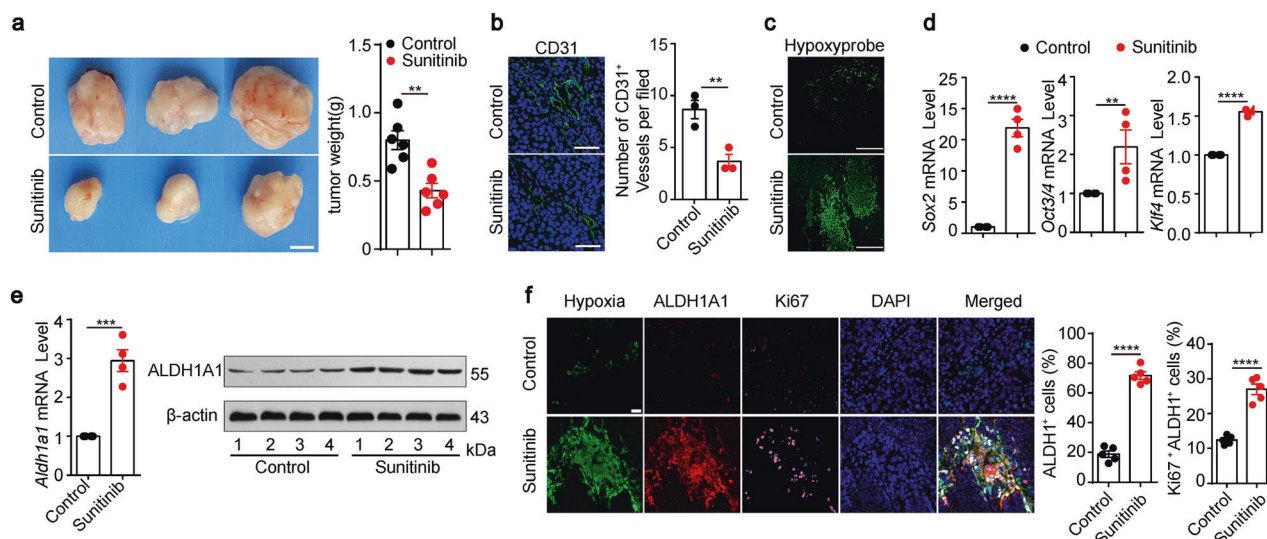 a
Control
Sunitinib
tumor weight(g)
1.5
1.0
0.5
0.0
Control
Sunitinib
**
b
CD31
Control
Sunitinib
Number of CD31+
Vessels per filed
15
10
5
0
**
Control
Sunitinib
c
Hypoxyprobe
Control
Sunitinib
d
Control
Sunitinib
Sox2 mRNA Level
25
20
15
10
5
0
****
Oct3/4 mRNA Level
4
3
2
1
0
**
Klf4 mRNA Level
2.0
1.5
1.0
0.5
0.0
****
e
Aldh1a1 mRNA Level
4
3
2
1
0
***
Control
Sunitinib
ALDH1A1
55
β-actin
43
1 2 3 4 1 2 3 4 kDa
Control Sunitinib
f
Hypoxia ALDH1A1 Ki67 DAPI Merged
Control
Sunitinib
ALDH1+ cells (%)
100
80
60
40
20
0
****
Control
Sunitinib
Ki67 + ALDH1+ cells (%)
40
30
20
10
0
****
Control
Sunitinib